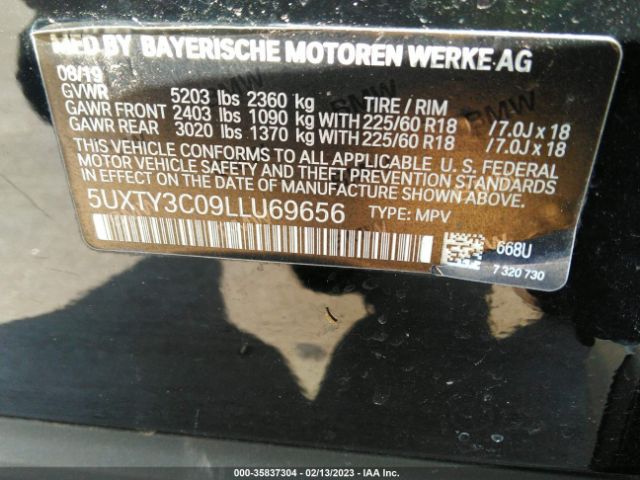 MFD BY BAYERISCHE MOTOREN WERKE AG
08/19
GVWR 5203 lbs 2360 kg TIRE / RIM
GAWR FRONT 2403 lbs 1090 kg WITH 225/60 R18 /7.0J x 18
GAWR REAR 3020 lbs 1370 kg WITH 225/60 R18 /7.0J x 18
THIS VEHICLE CONFORMS TO ALL APPLICABLE U. S. FEDERAL
MOTOR VEHICLE SAFETY AND THEFT PREVENTION STANDARDS
IN EFFECT ON THE DATE OF MANUFACTURE SHOWN ABOVE.
5UXTY3C09LLU69656 TYPE: MPV
668U
7 320 730
BMW
000-35837304 - 02/13/2023 - IAA Inc.